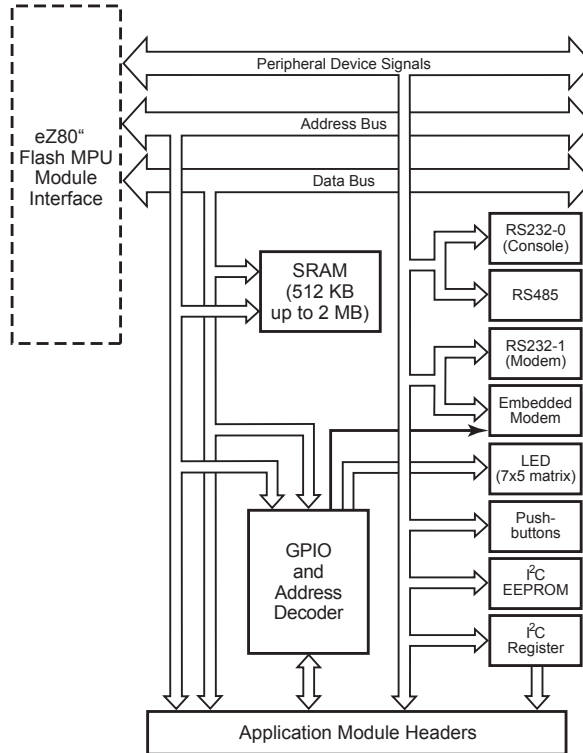 Peripheral Device Signals
Address Bus
Data Bus
eZ80“
Flash MPU
Module
Interface
SRAM
(512 KB
up to 2 MB)
RS232-0
(Console)
RS485
RS232-1
(Modem)
Embedded
Modem
LED
(7x5 matrix)
Push-
buttons
I²C
EEPROM
I²C
Register
GPIO
and
Address
Decoder
Application Module Headers